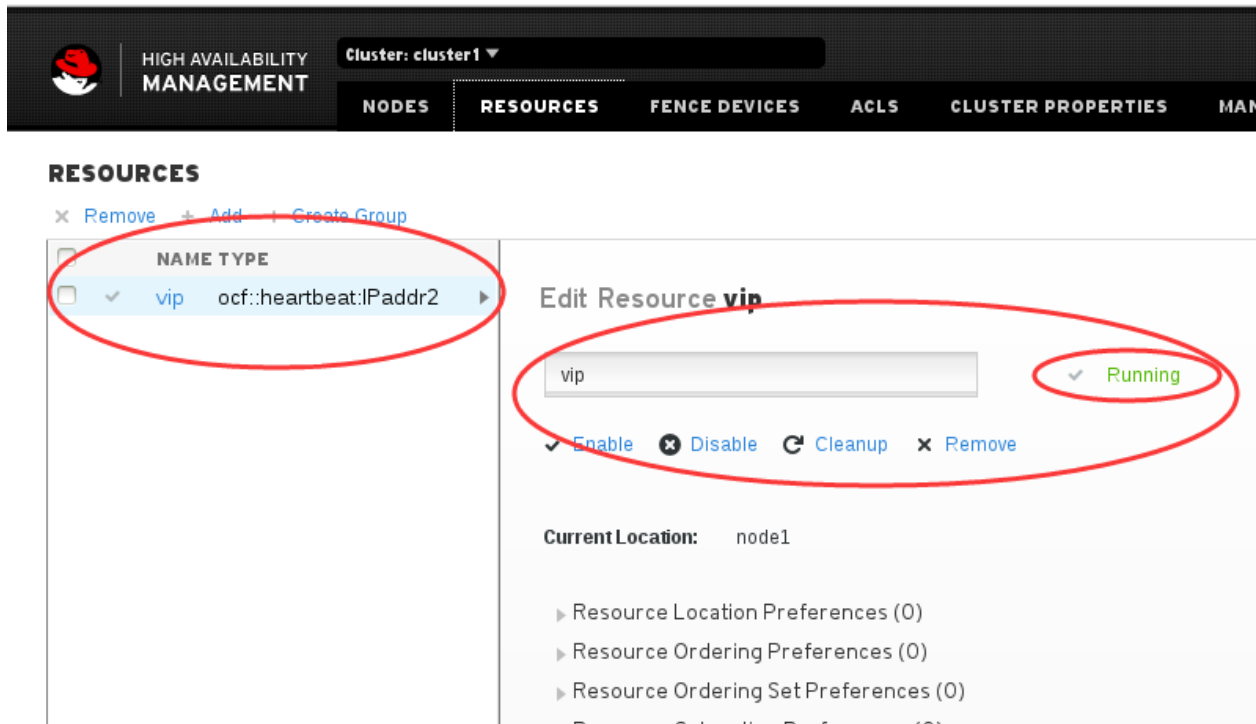 HIGH AVAILABILITY
MANAGEMENT
Cluster: cluster1
NODES RESOURCES FENCE DEVICES ACLS CLUSTER PROPERTIES MAN
RESOURCES
Remove Add Create Group
NAME TYPE
vip ocf::heartbeat:IPaddr2
Edit Resource vip
vip Running
Enable Disable Cleanup Remove
Current Location: node1
Resource Location Preferences (0)
Resource Ordering Preferences (0)
Resource Ordering Set Preferences (0)